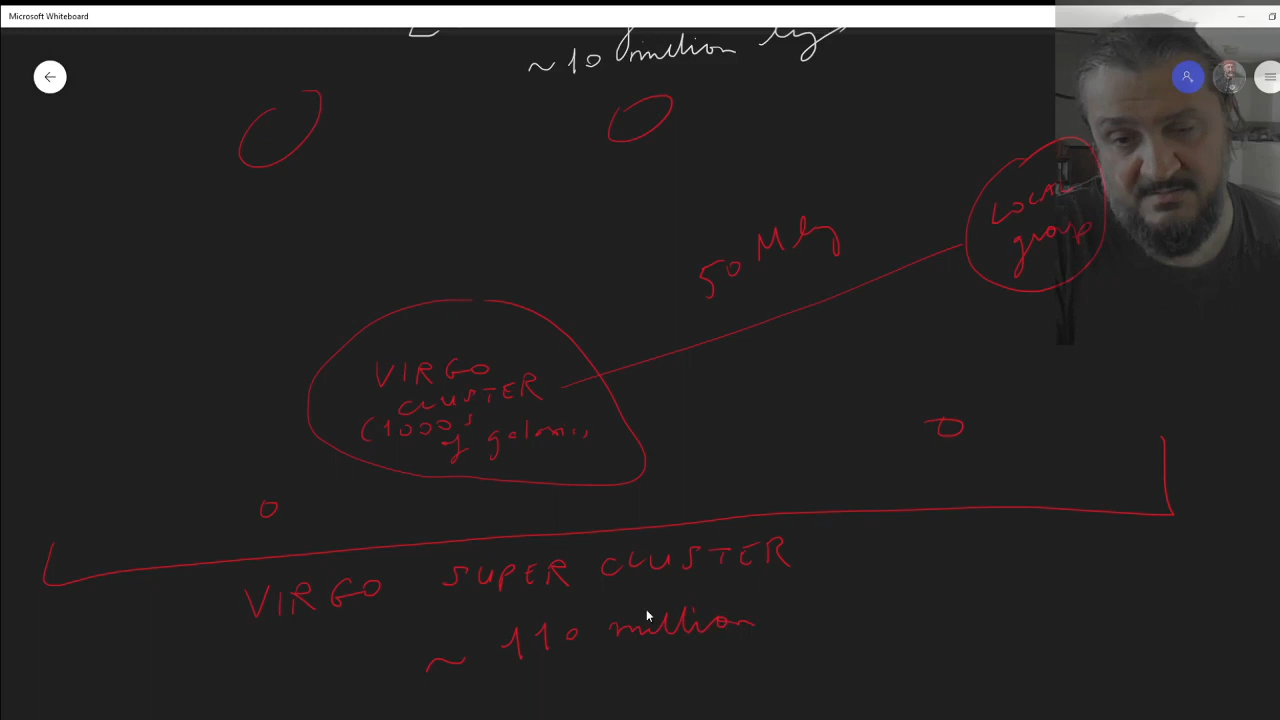 Microsoft Whiteboard
~10 million ly
LOCAL
group
50 Mly
VIRGO
CLUSTER
(1000's
of galaxies
VIRGO SUPER CLUSTER
~ 110 million